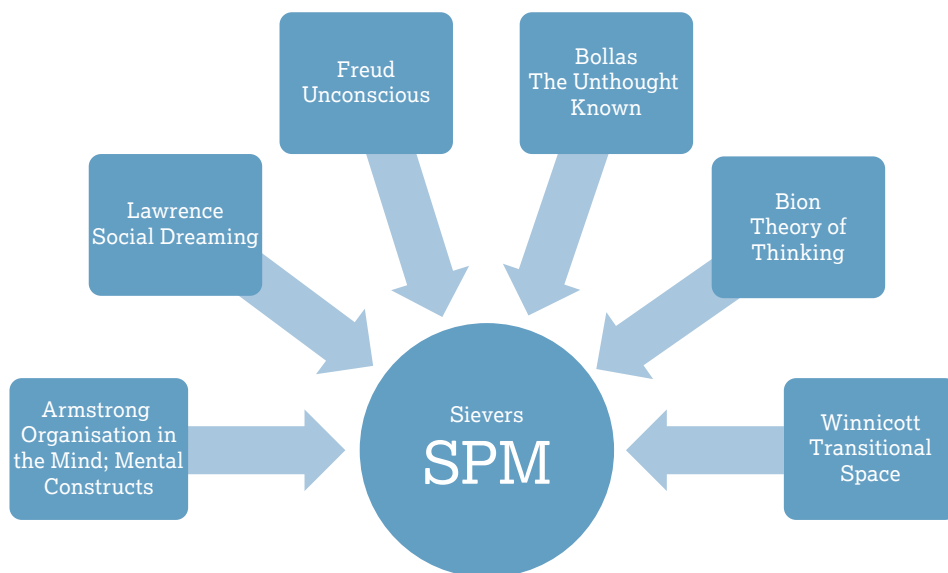 Freud
Unconscious
Bollas
The Unthought
Known
Lawrence
Social Dreaming
Bion
Theory of
Thinking
Armstrong
Organisation in
the Mind; Mental
Constructs
Sievers
SPM
Winnicott
Transitional
Space